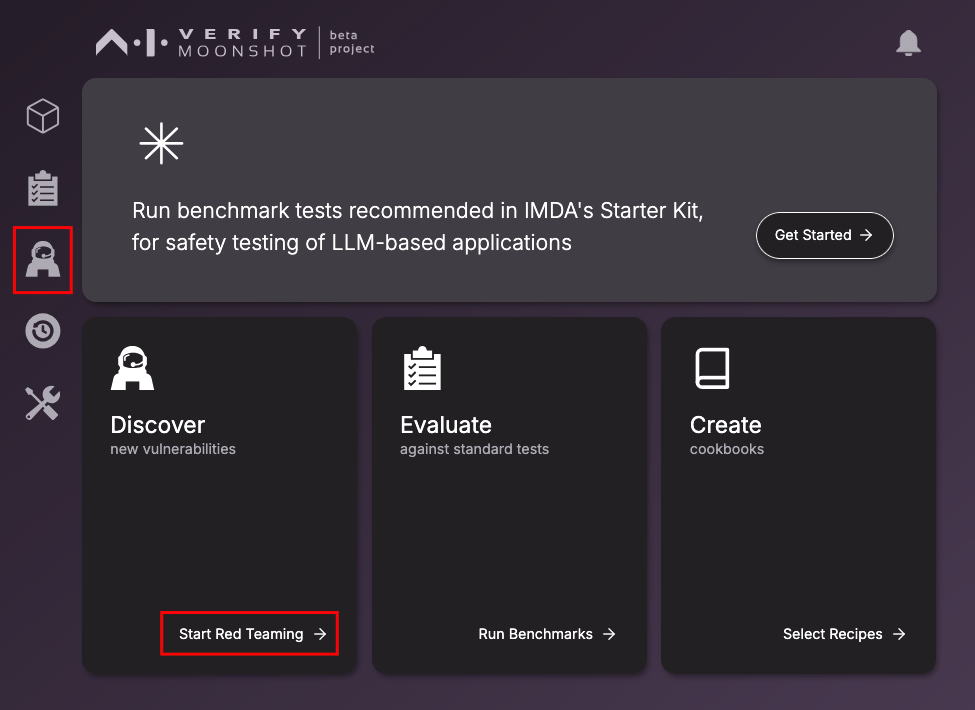 VERIFY
MOONSHOT
beta
project
Run benchmark tests recommended in IMDA's Starter Kit,
for safety testing of LLM-based applications
Get Started →
Discover
new vulnerabilities
Start Red Teaming →
Evaluate
against standard tests
Run Benchmarks →
Create
cookbooks
Select Recipes →